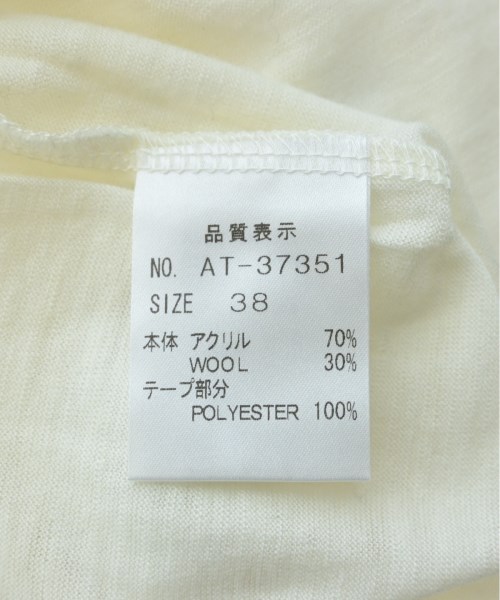 品質表示
NO. AT-37351
SIZE 38
本体 アクリル 70%
WOOL 30%
テープ部分
POLYESTER 100%